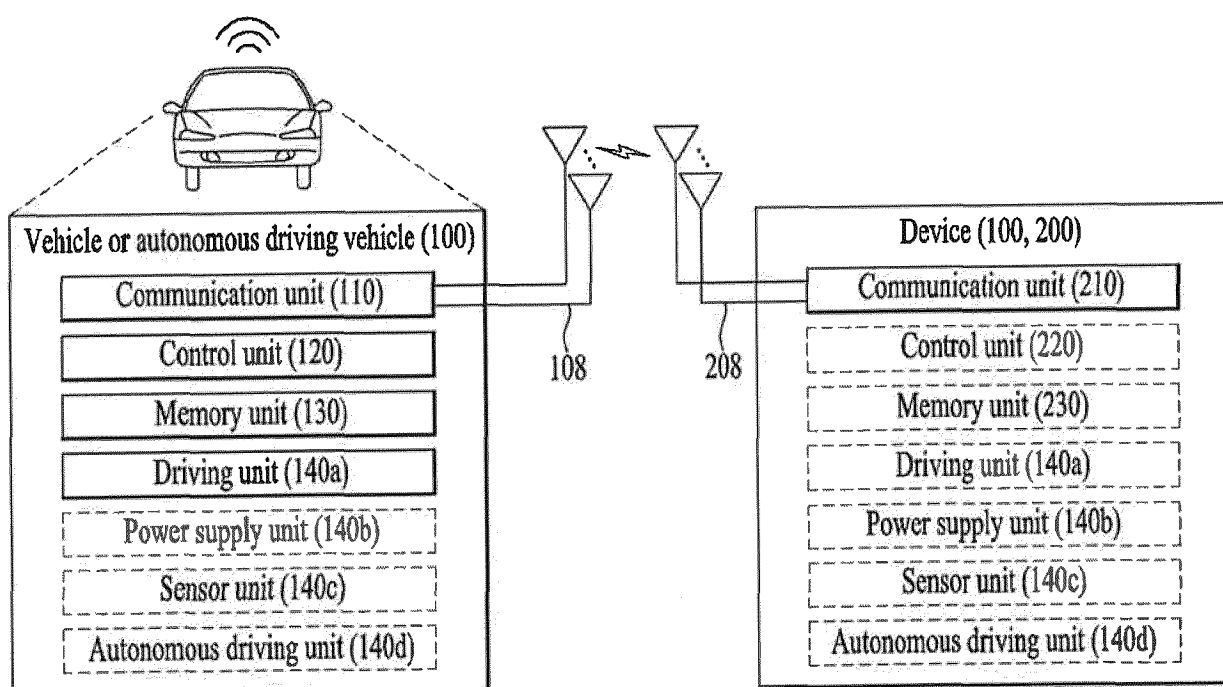 Vehicle or autonomous driving vehicle (100)
Communication unit (110)
Control unit (120)
Memory unit (130)
Driving unit (140a)
Power supply unit (140b)
Sensor unit (140c)
Autonomous driving unit (140d)
108
208
Device (100, 200)
Communication unit (210)
Control unit (220)
Memory unit (230)
Driving unit (140a)
Power supply unit (140b)
Sensor unit (140c)
Autonomous driving unit (140d)